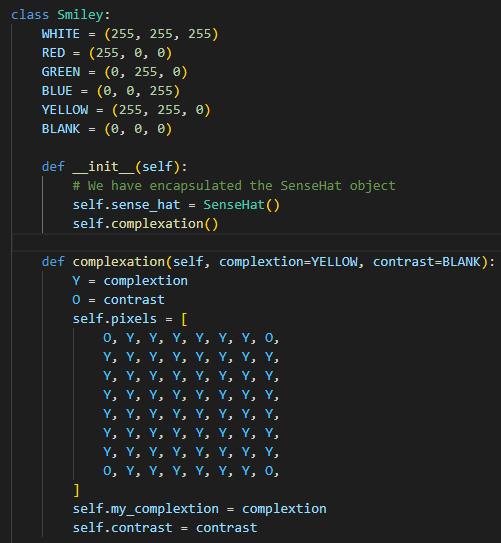 class Smiley:
    WHITE = (255, 255, 255)
    RED = (255, 0, 0)
    GREEN = (0, 255, 0)
    BLUE = (0, 0, 255)
    YELLOW = (255, 255, 0)
    BLANK = (0, 0, 0)

    def __init__(self):
        # We have encapsulated the SenseHat object
        self.sense_hat = SenseHat()
        self.complexation()

    def complexation(self, complextion=YELLOW, contrast=BLANK):
        Y = complextion
        O = contrast
        self.pixels = [
            O, Y, Y, Y, Y, Y, Y, O,
            Y, Y, Y, Y, Y, Y, Y, Y,
            Y, Y, Y, Y, Y, Y, Y, Y,
            Y, Y, Y, Y, Y, Y, Y, Y,
            Y, Y, Y, Y, Y, Y, Y, Y,
            Y, Y, Y, Y, Y, Y, Y, Y,
            Y, Y, Y, Y, Y, Y, Y, Y,
            O, Y, Y, Y, Y, Y, Y, O,
        ]
        self.my_complextion = complextion
        self.contrast = contrast